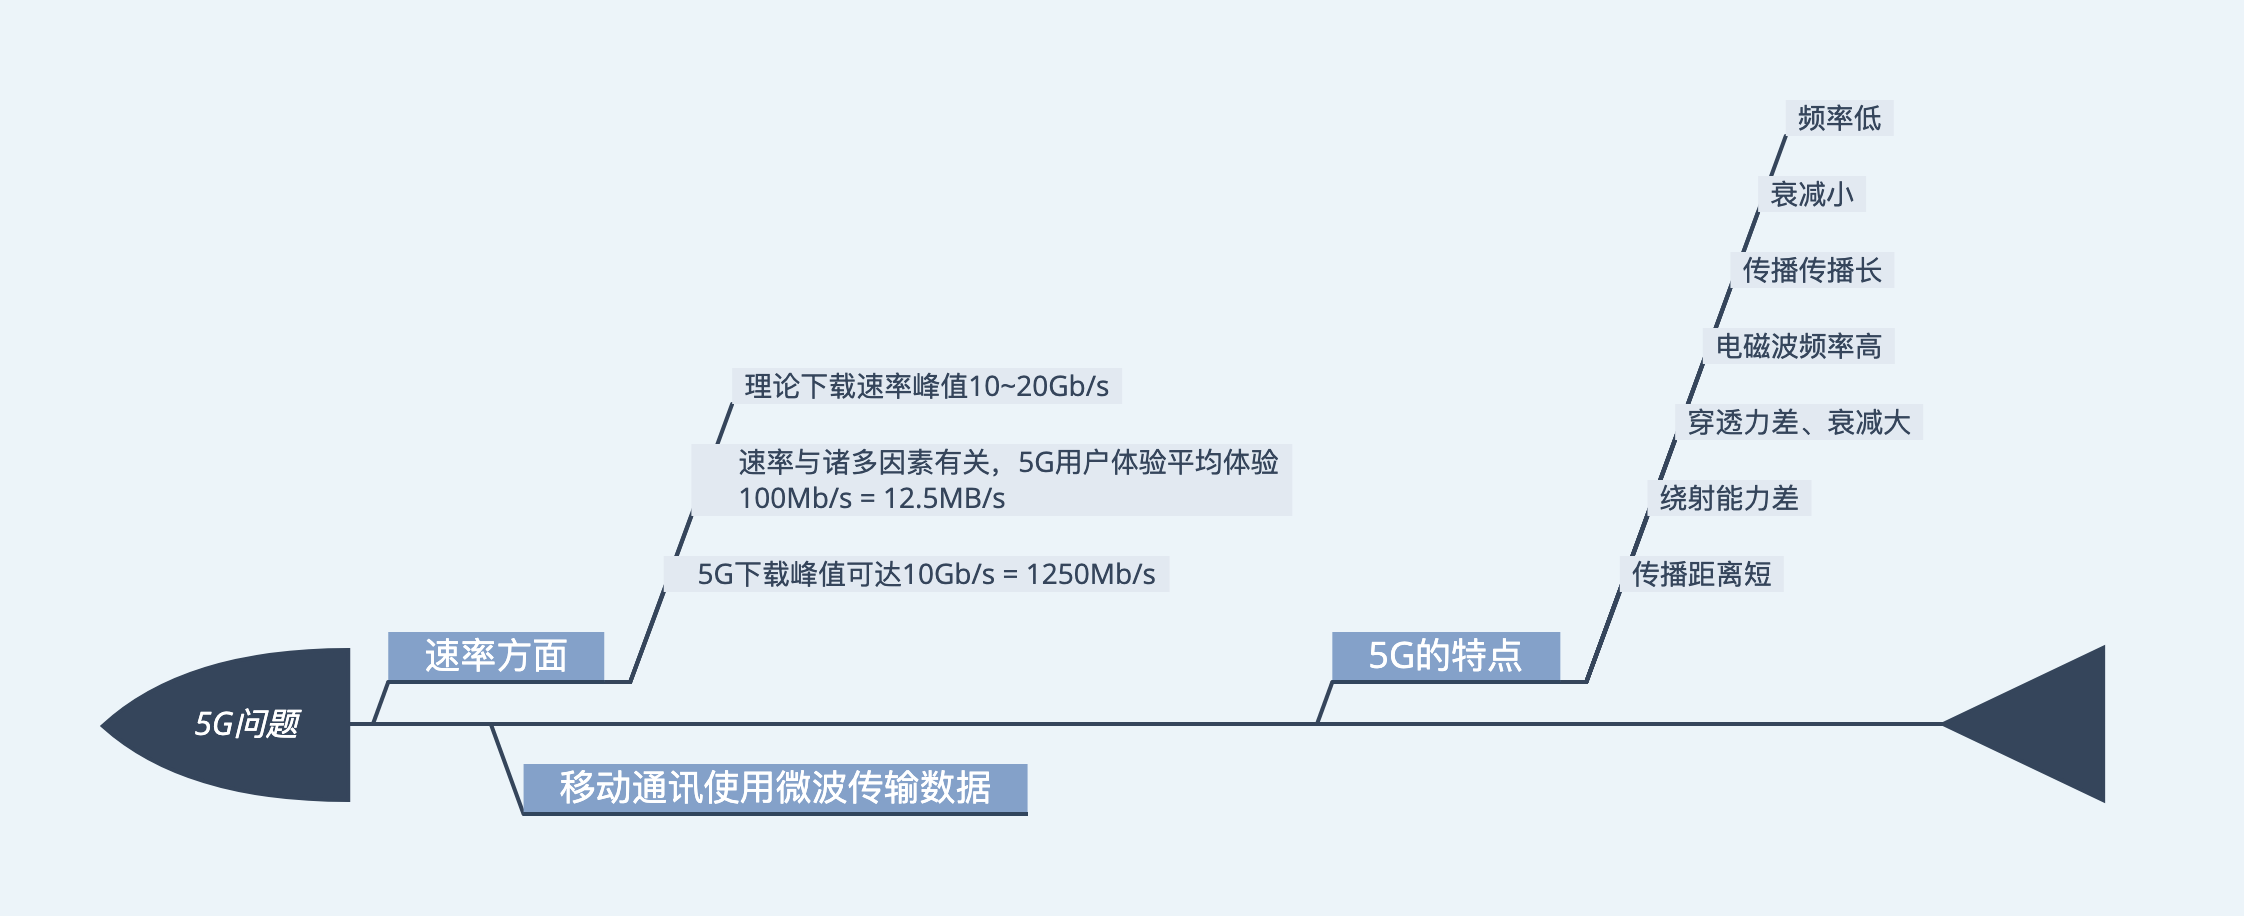 频率低
衰减小
传播传播长
电磁波频率高
穿透力差、衰减大
绕射能力差
传播距离短
理论下载速率峰值10~20Gb/s
速率与诸多因素有关，5G用户体验平均体验
100Mb/s = 12.5MB/s
5G下载峰值可达10Gb/s = 1250Mb/s
速率方面
5G的特点
5G问题
移动通讯使用微波传输数据